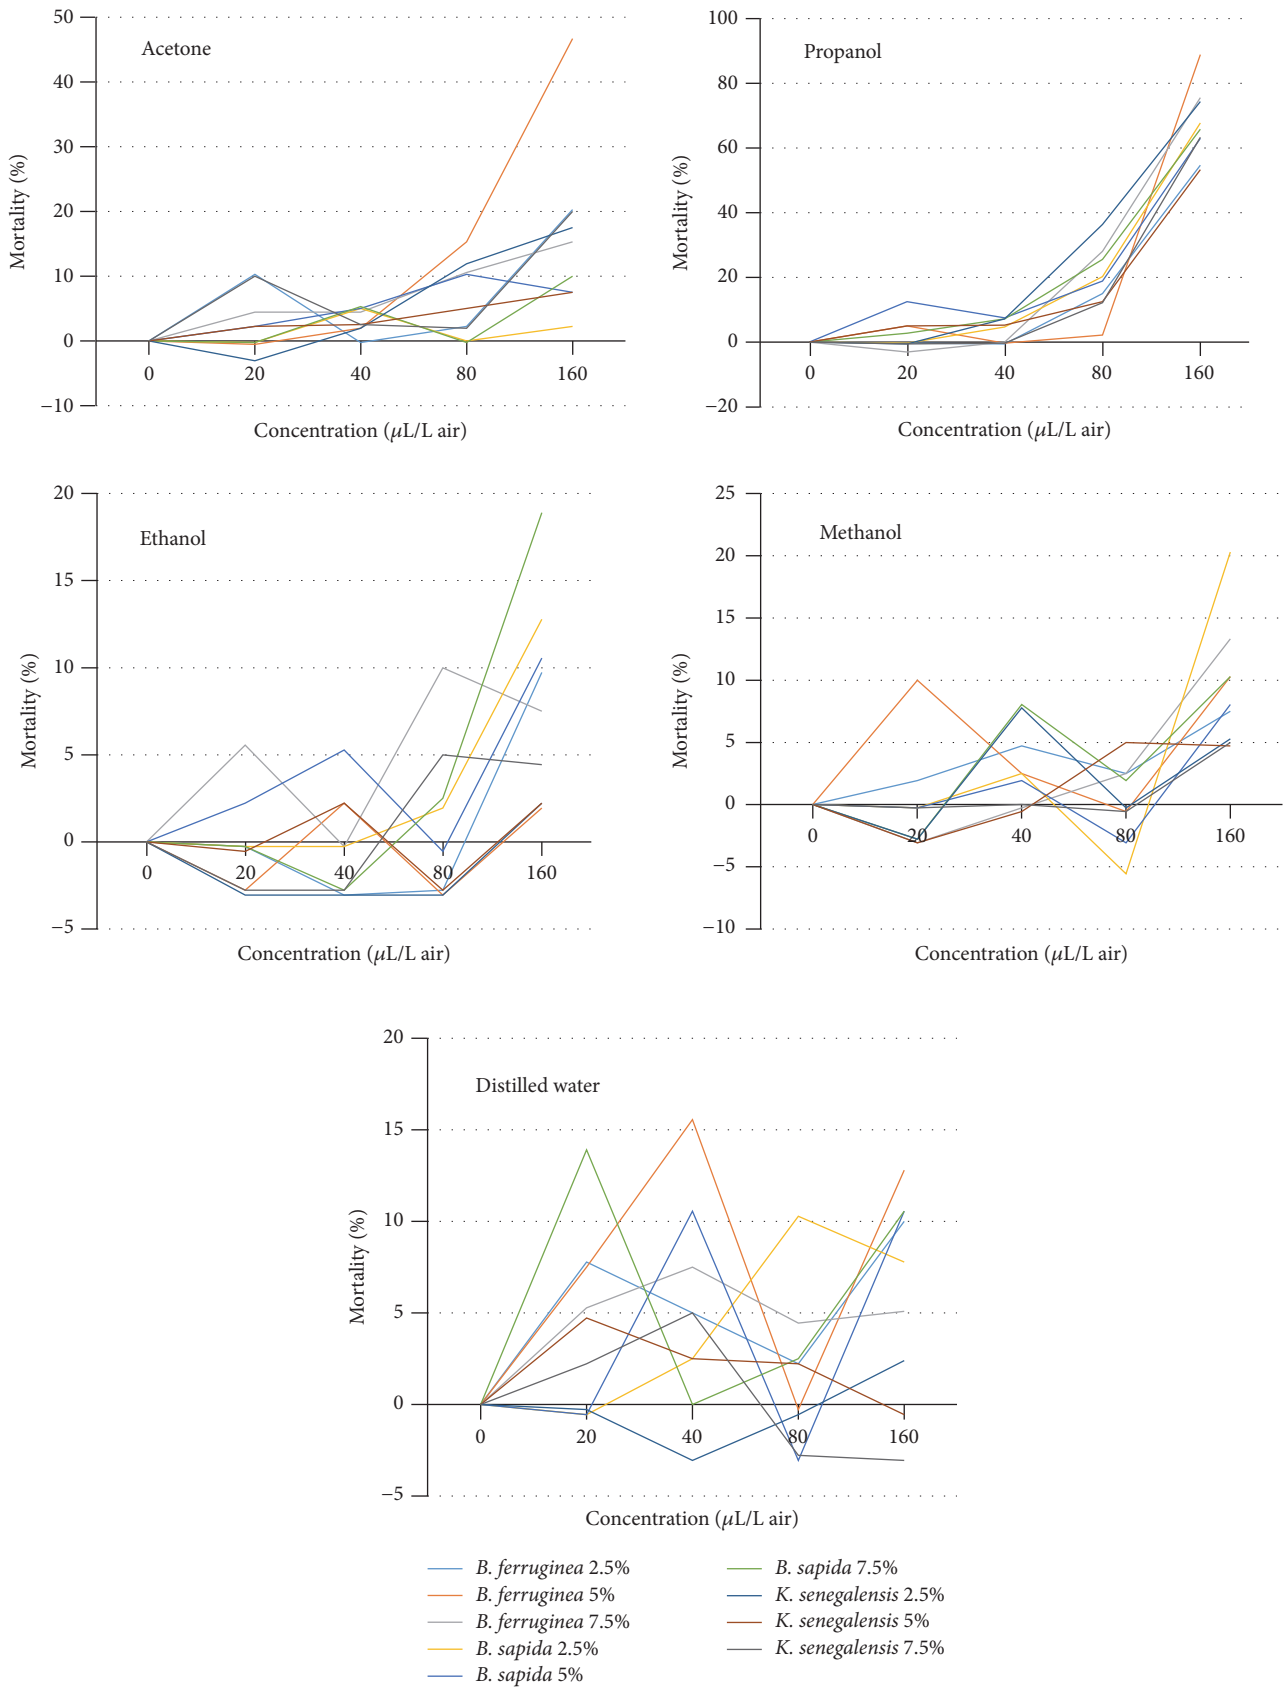 Acetone
Mortality (%)
50
40
30
20
10
0
−10
0 20 40 80 160
Concentration (μL/L air)
Propanol
Mortality (%)
100
80
60
40
20
0
−20
0 20 40 80 160
Concentration (μL/L air)
Ethanol
Mortality (%)
20
15
10
5
0
−5
0 20 40 80 160
Concentration (μL/L air)
Methanol
Mortality (%)
25
20
15
10
5
0
−5
−10
0 20 40 80 160
Concentration (μL/L air)
Distilled water
Mortality (%)
20
15
10
5
0
−5
0 20 40 80 160
Concentration (μL/L air)
B. ferruginea 2.5%
B. ferruginea 5%
B. ferruginea 7.5%
B. sapida 2.5%
B. sapida 5%
B. sapida 7.5%
K. senegalensis 2.5%
K. senegalensis 5%
K. senegalensis 7.5%